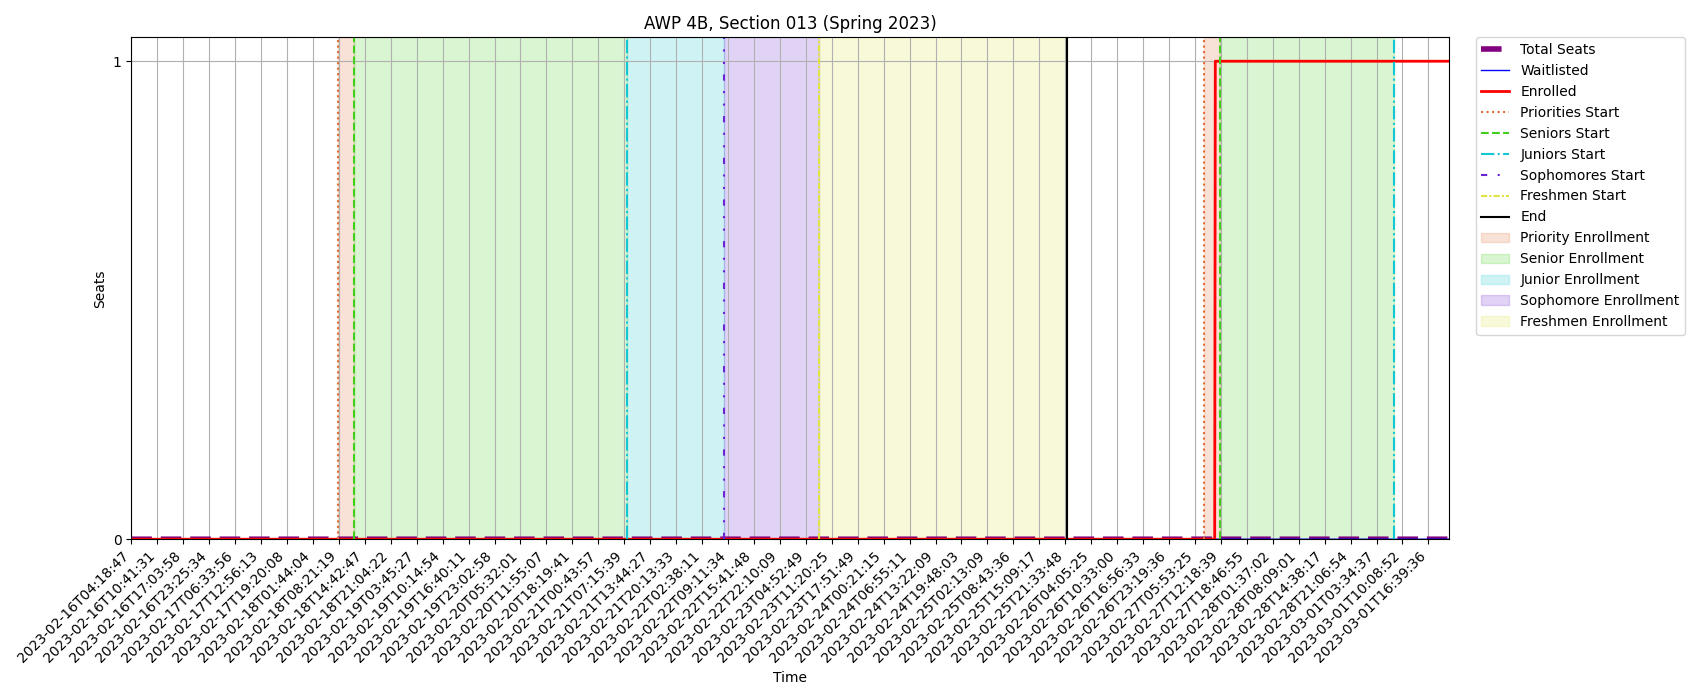 AWP 4B, Section 013 (Spring 2023)
Total Seats
Waitlisted
Enrolled
Priorities Start
Seniors Start
Juniors Start
Sophomores Start
Freshmen Start
End
Priority Enrollment
Senior Enrollment
Junior Enrollment
Sophomore Enrollment
Freshmen Enrollment
Seats
1
0
2023-02-16T04:18:47
2023-02-16T10:41:31
2023-02-16T17:03:58
2023-02-16T23:25:34
2023-02-17T06:33:56
2023-02-17T12:56:13
2023-02-17T19:20:08
2023-02-18T01:44:04
2023-02-18T08:21:19
2023-02-18T14:42:47
2023-02-18T21:04:22
2023-02-19T03:45:27
2023-02-19T10:14:54
2023-02-19T16:40:11
2023-02-19T23:02:58
2023-02-20T05:32:01
2023-02-20T11:55:07
2023-02-20T18:19:41
2023-02-21T00:43:57
2023-02-21T07:15:39
2023-02-21T13:44:27
2023-02-21T20:13:33
2023-02-22T02:38:11
2023-02-22T09:11:34
2023-02-22T15:41:48
2023-02-22T22:10:09
2023-02-23T04:52:49
2023-02-23T11:20:25
2023-02-23T17:51:49
2023-02-24T00:21:15
2023-02-24T06:55:11
2023-02-24T13:22:09
2023-02-24T19:48:03
2023-02-25T02:13:09
2023-02-25T08:43:36
2023-02-25T15:09:17
2023-02-25T21:33:48
2023-02-26T04:05:25
2023-02-26T10:33:00
2023-02-26T16:56:33
2023-02-26T23:19:36
2023-02-27T05:53:25
2023-02-27T12:18:39
2023-02-27T18:46:55
2023-02-28T01:37:02
2023-02-28T08:09:01
2023-02-28T14:38:17
2023-02-28T21:06:54
2023-03-01T03:34:37
2023-03-01T10:08:52
2023-03-01T16:39:36
Time